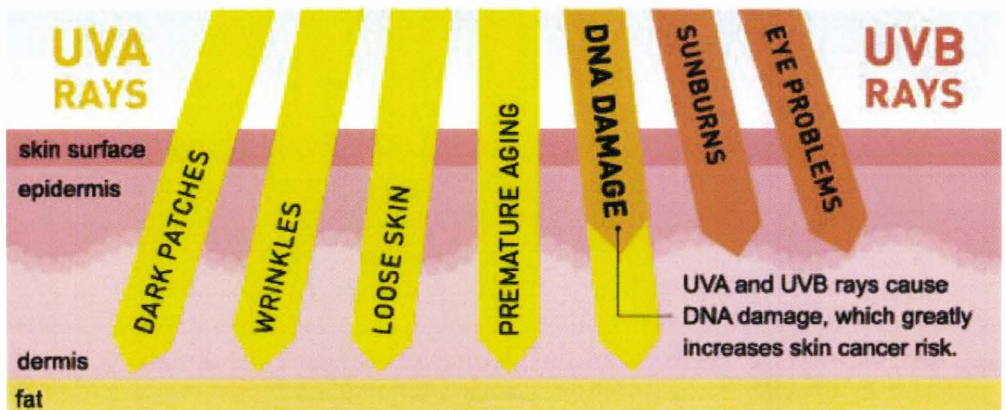 UVA
RAYS
DNA DAMAGE
SUNBURNS
EYE PROBLEMS
UVB
RAYS
skin surface
epidermis
DARK PATCHES
WRINKLES
LOOSE SKIN
PREMATURE AGING
UVA and UVB rays cause
DNA damage, which greatly
increases skin cancer risk.
dermis
fat